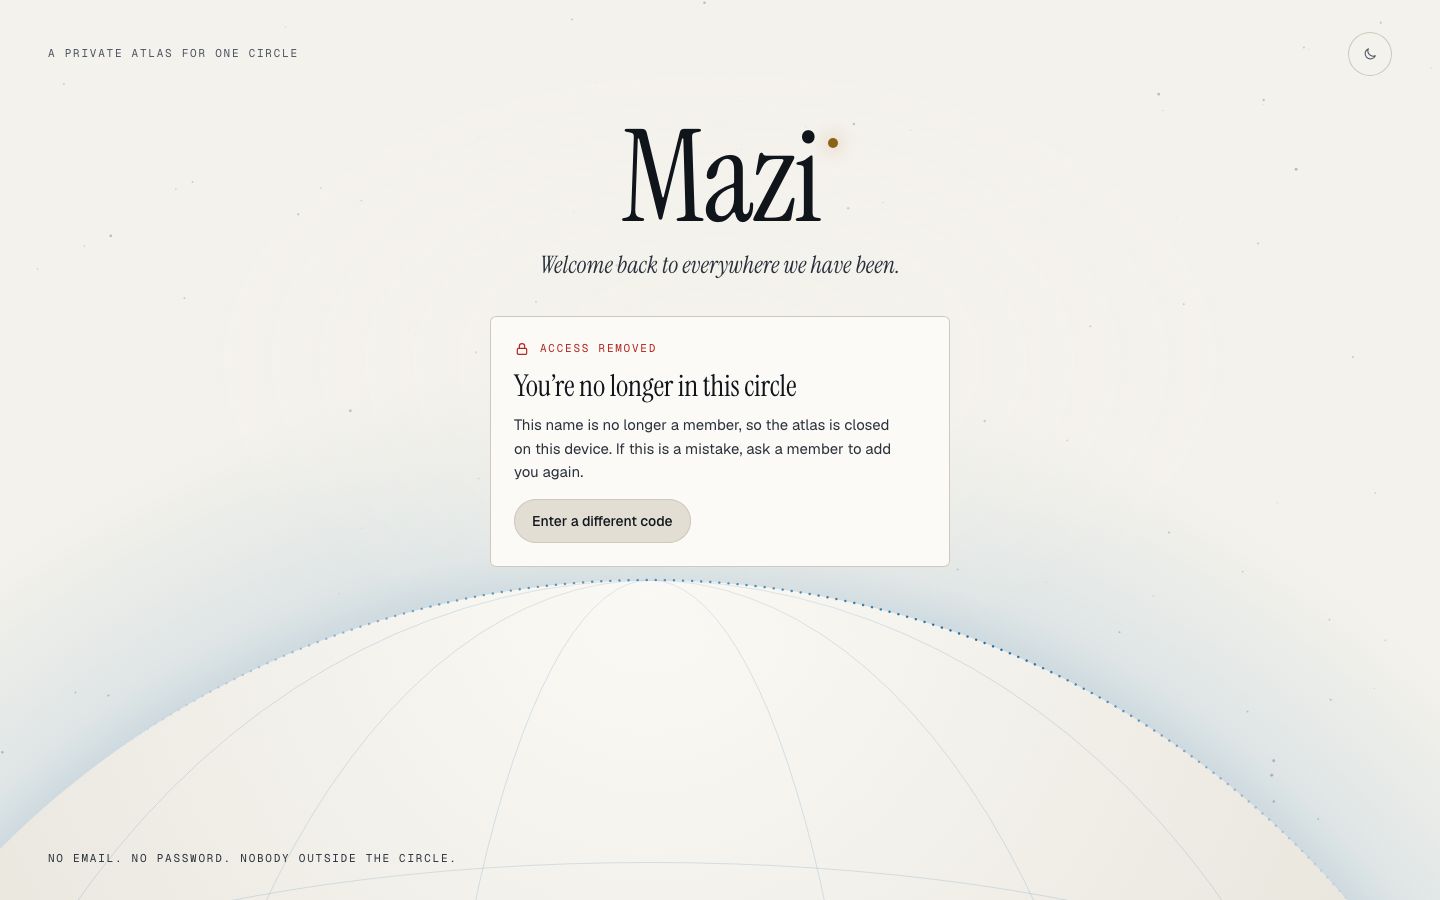 A PRIVATE ATLAS FOR ONE CIRCLE
Mazi
Welcome back to everywhere we have been.
ACCESS REMOVED
You’re no longer in this circle
This name is no longer a member, so the atlas is closed
on this device. If this is a mistake, ask a member to add
you again.
Enter a different code
NO EMAIL. NO PASSWORD. NOBODY OUTSIDE THE CIRCLE.